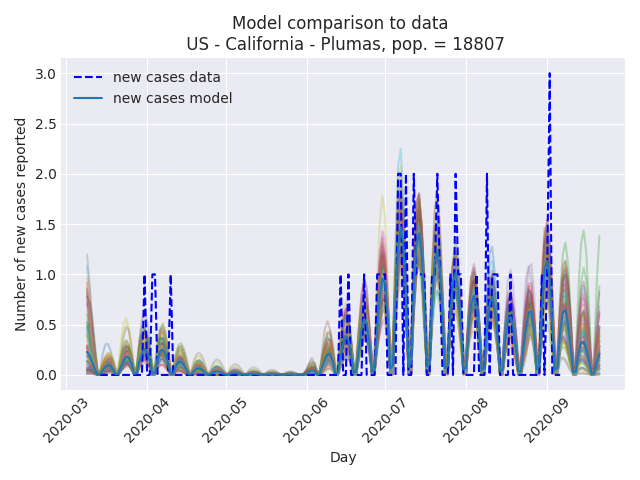 Model comparison to data
US - California - Plumas, pop. = 18807
new cases data
new cases model
Number of new cases reported
3.0
2.5
2.0
1.5
1.0
0.5
0.0
2020-03
2020-04
2020-05
2020-06
2020-07
2020-08
2020-09
Day